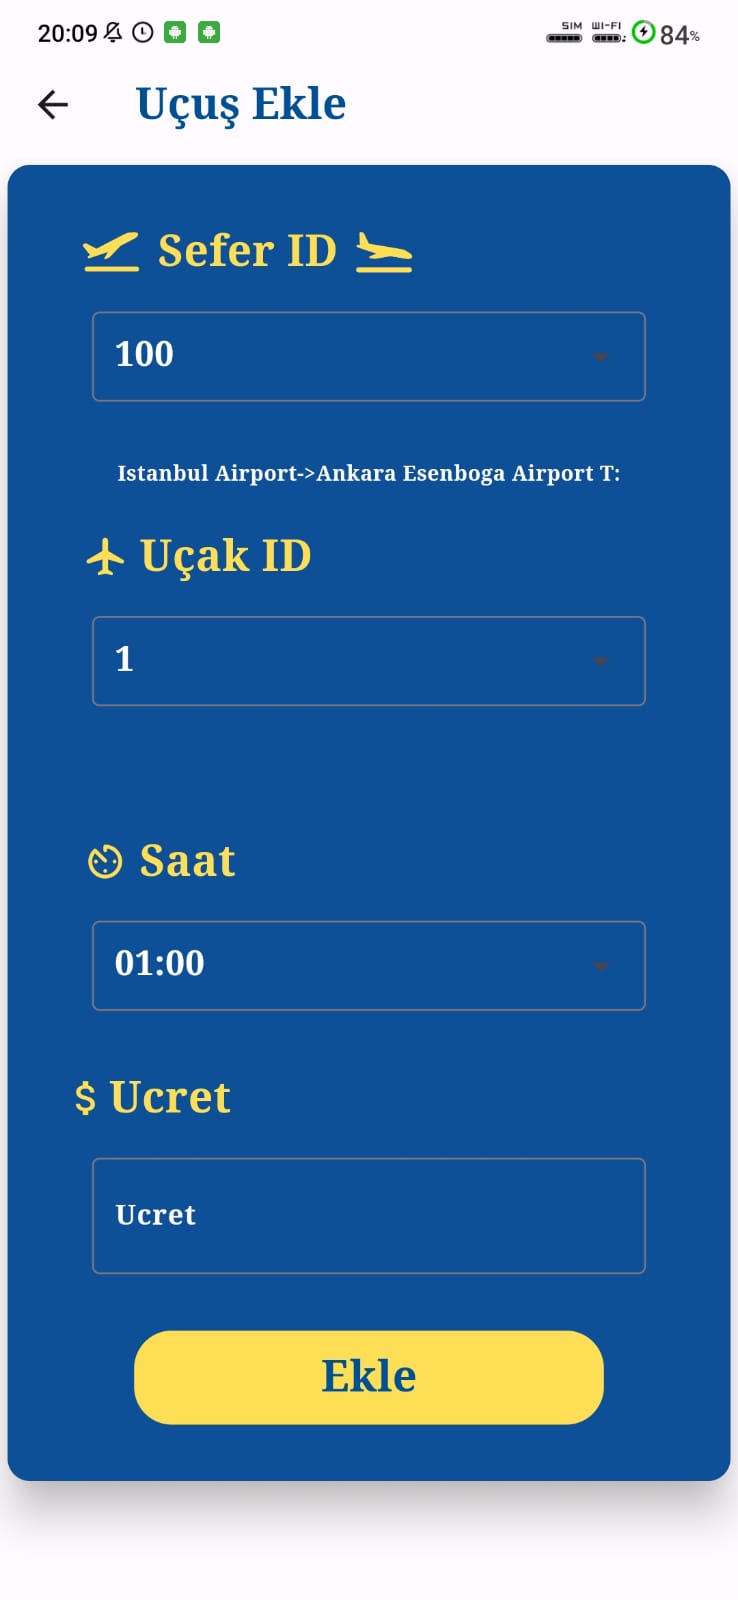 20:09 SIM WI-FI 84%
Uçuş Ekle
Sefer ID
100
Istanbul Airport->Ankara Esenboga Airport T:
Uçak ID
1
Saat
01:00
$ Ucret
Ucret
Ekle